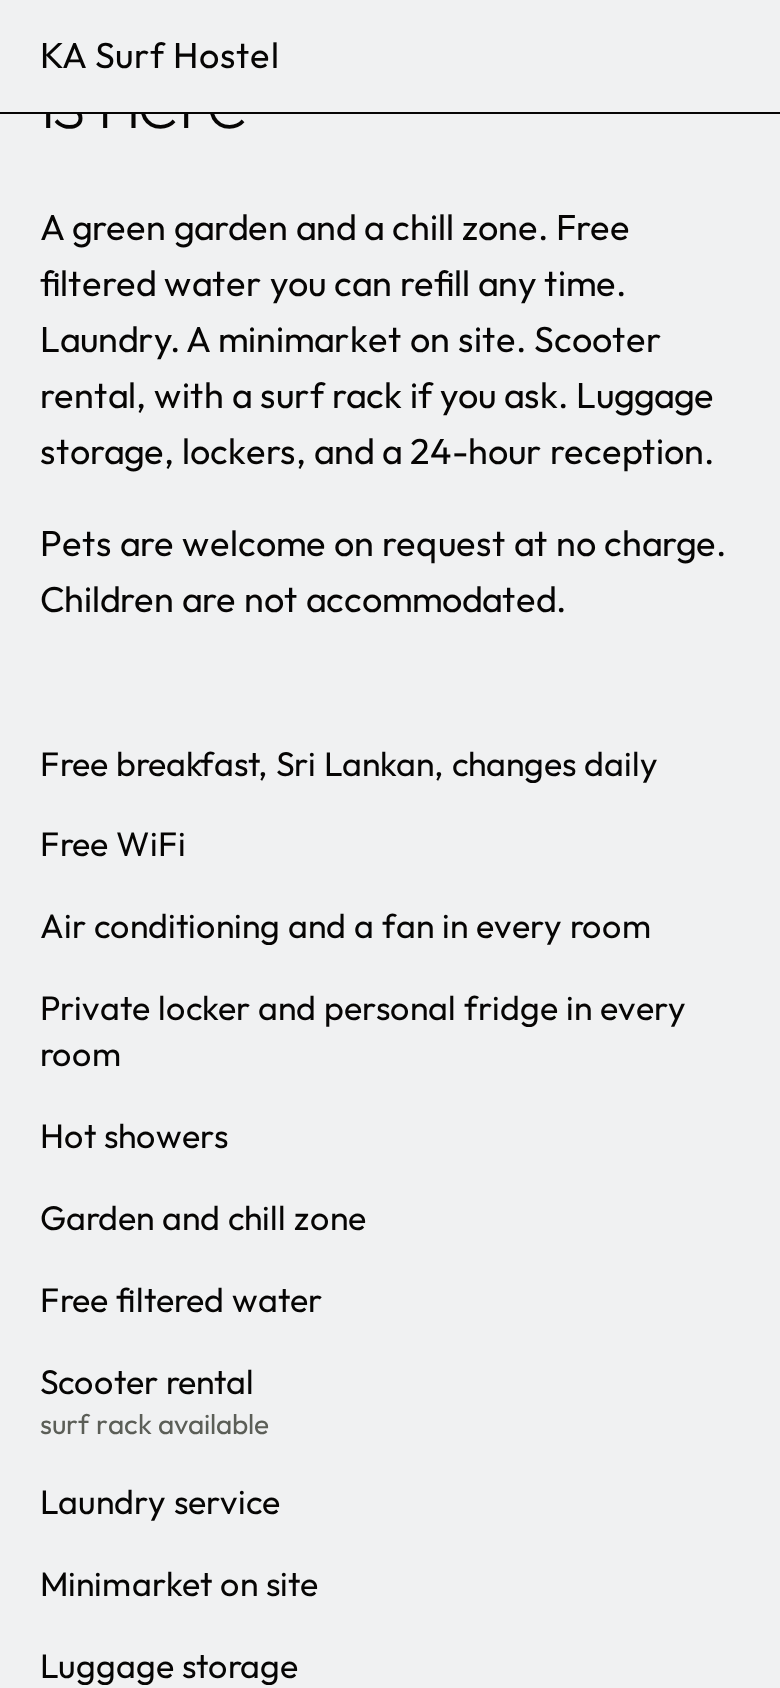 KA Surf Hostel
is here
A green garden and a chill zone. Free
filtered water you can refill any time.
Laundry. A minimarket on site. Scooter
rental, with a surf rack if you ask. Luggage
storage, lockers, and a 24-hour reception.
Pets are welcome on request at no charge.
Children are not accommodated.
Free breakfast, Sri Lankan, changes daily
Free WiFi
Air conditioning and a fan in every room
Private locker and personal fridge in every
room
Hot showers
Garden and chill zone
Free filtered water
Scooter rental
surf rack available
Laundry service
Minimarket on site
Luggage storage